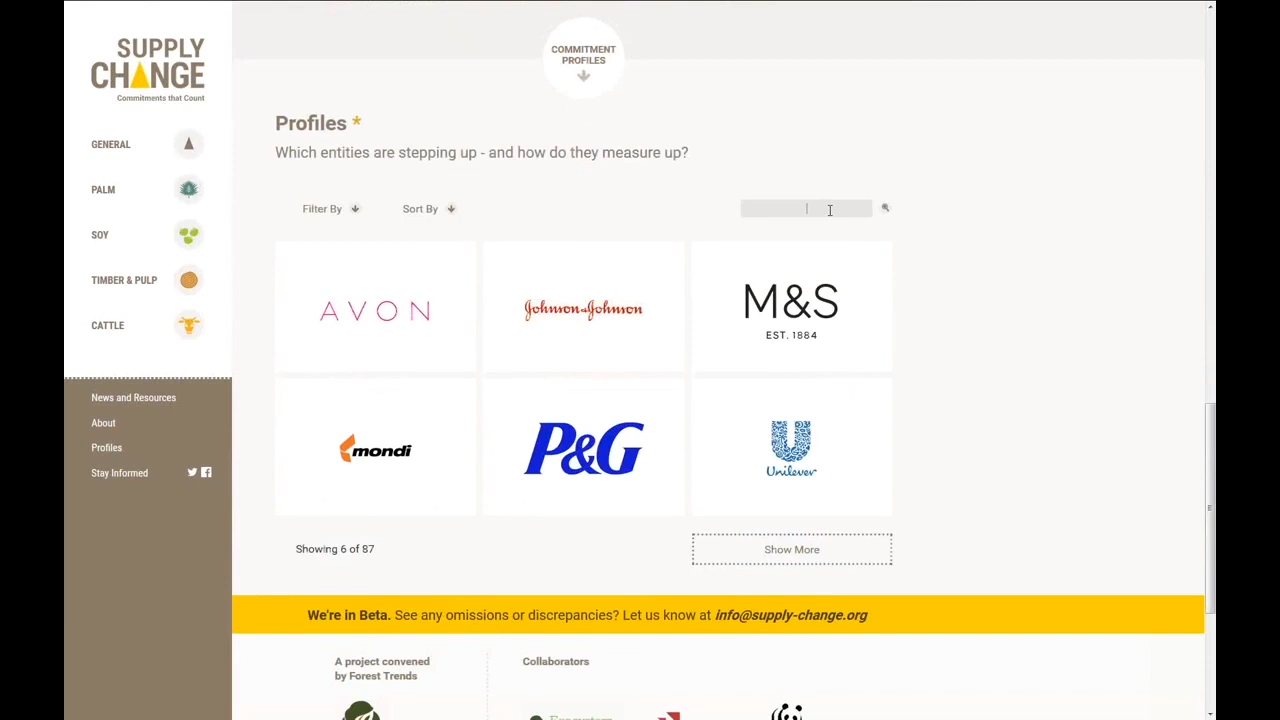 SUPPLY
CHANGE
Commitments that Count
GENERAL
PALM
SOY
TIMBER & PULP
CATTLE
News and Resources
About
Profiles
Stay Informed
COMMITMENT
PROFILES
Profiles *
Which entities are stepping up - and how do they measure up?
Filter By
Sort By
AVON
Johnson & Johnson
M&S
EST. 1884
mondi
P&G
Unilever
Showing 6 of 87
Show More
We're in Beta. See any omissions or discrepancies? Let us know at info@supply-change.org
A project convened
by Forest Trends
Collaborators